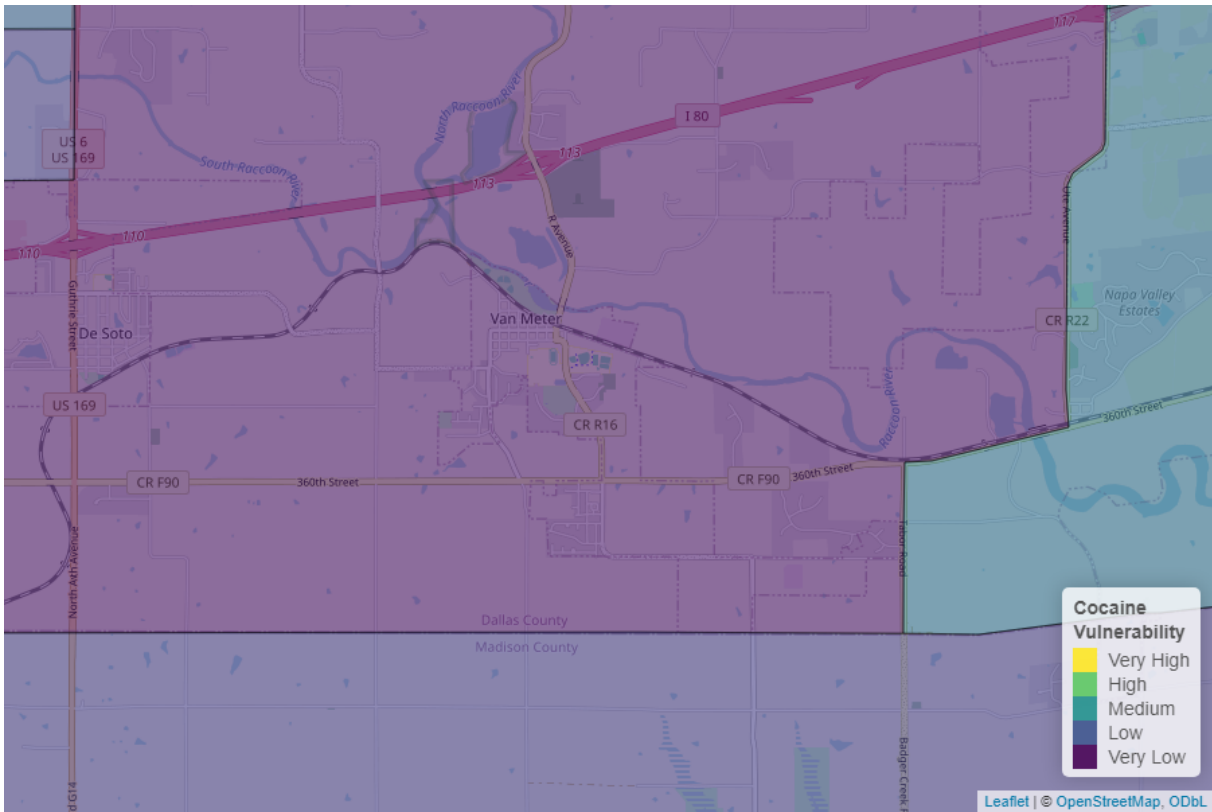 117
North Raccoon River
I 80
US 6
US 169
113
South Raccoon River
113
Ute Avenue
R Avenue
110
110
Guthrie Street
Napa Valley
Estates
Van Meter
CR R22
De Soto
Raccoon River
US 169
360th Street
CR R16
CR F90
360th Street
CR F90
360th Street
North Ath Avenue
Tabor Road
Dallas County
Madison County
Cocaine
Vulnerability
Very High
High
Medium
Low
Very Low
Badger Creek
d G14
Leaflet | © OpenStreetMap, ODbL